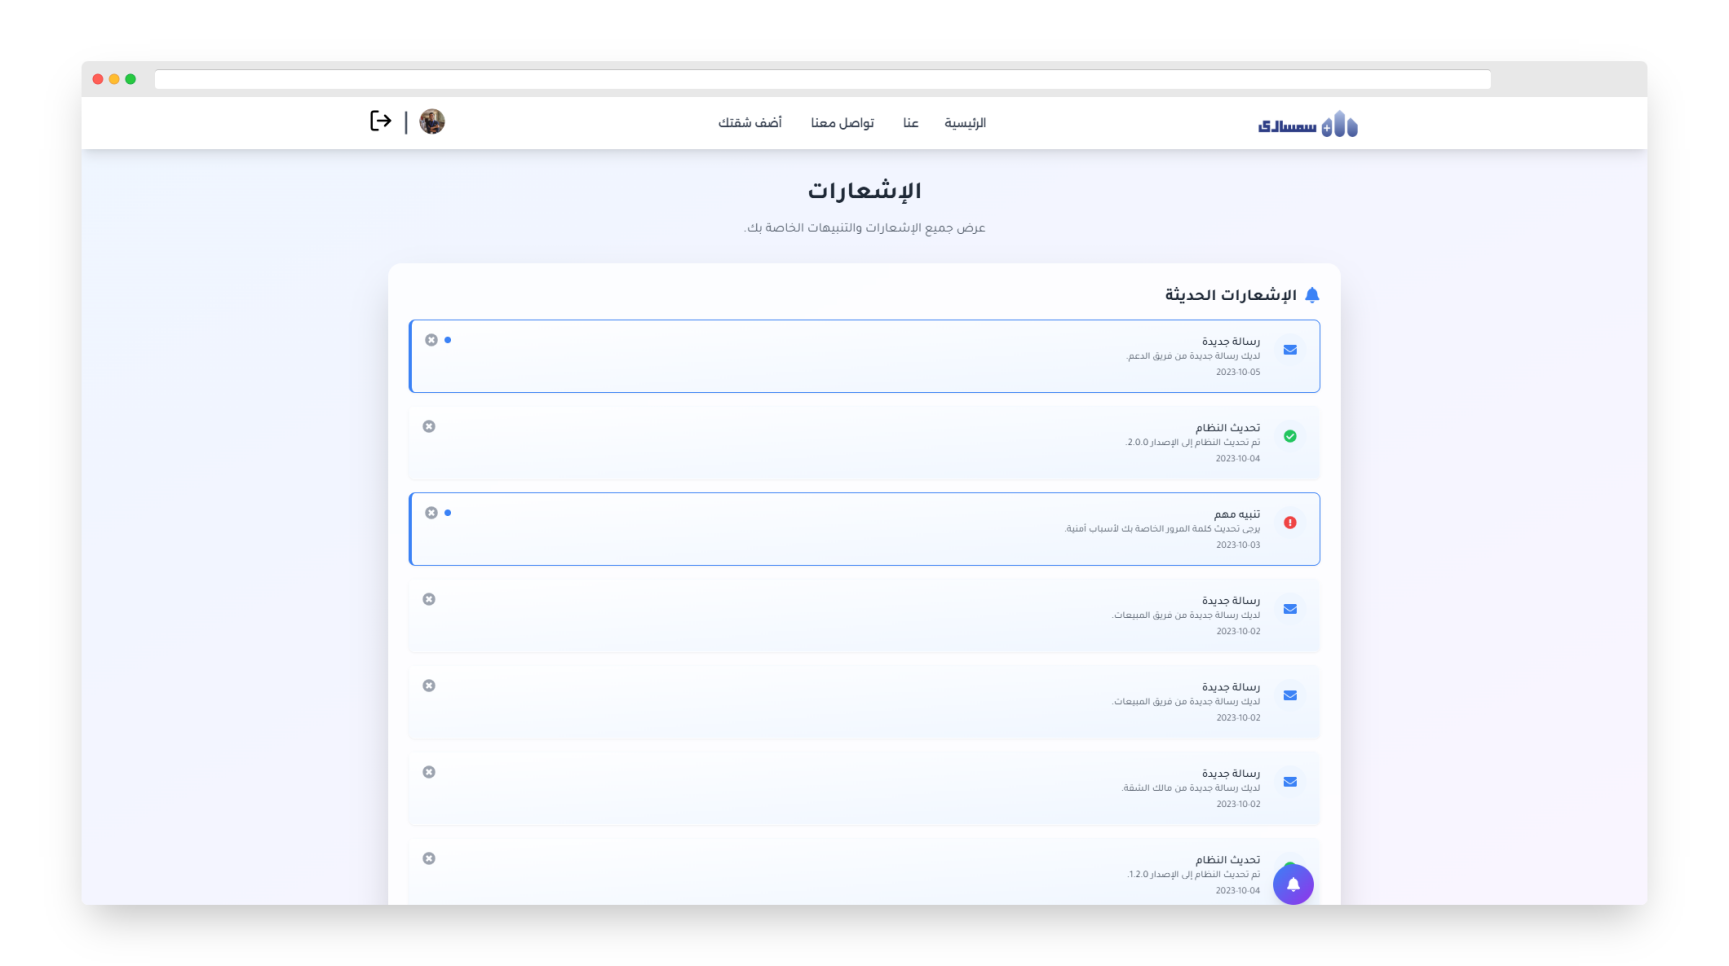 سمسارك
الرئيسية
عنا
تواصل معنا
أضف شقتك
الإشعارات
عرض جميع الإشعارات والتنبيهات الخاصة بك.
الإشعارات الحديثة
رسالة جديدة
لديك رسالة جديدة من فريق الدعم.
2023-10-05
تحديث النظام
تم تحديث النظام إلى الإصدار 2.0.0.
2023-10-04
تنبيه مهم
يرجى تحديث كلمة المرور الخاصة بك لأسباب أمنية.
2023-10-03
رسالة جديدة
لديك رسالة جديدة من فريق المبيعات.
2023-10-02
رسالة جديدة
لديك رسالة جديدة من فريق المبيعات.
2023-10-02
رسالة جديدة
لديك رسالة جديدة من مالك الشقة.
2023-10-02
تحديث النظام
تم تحديث النظام إلى الإصدار 1.2.0.
2023-10-04